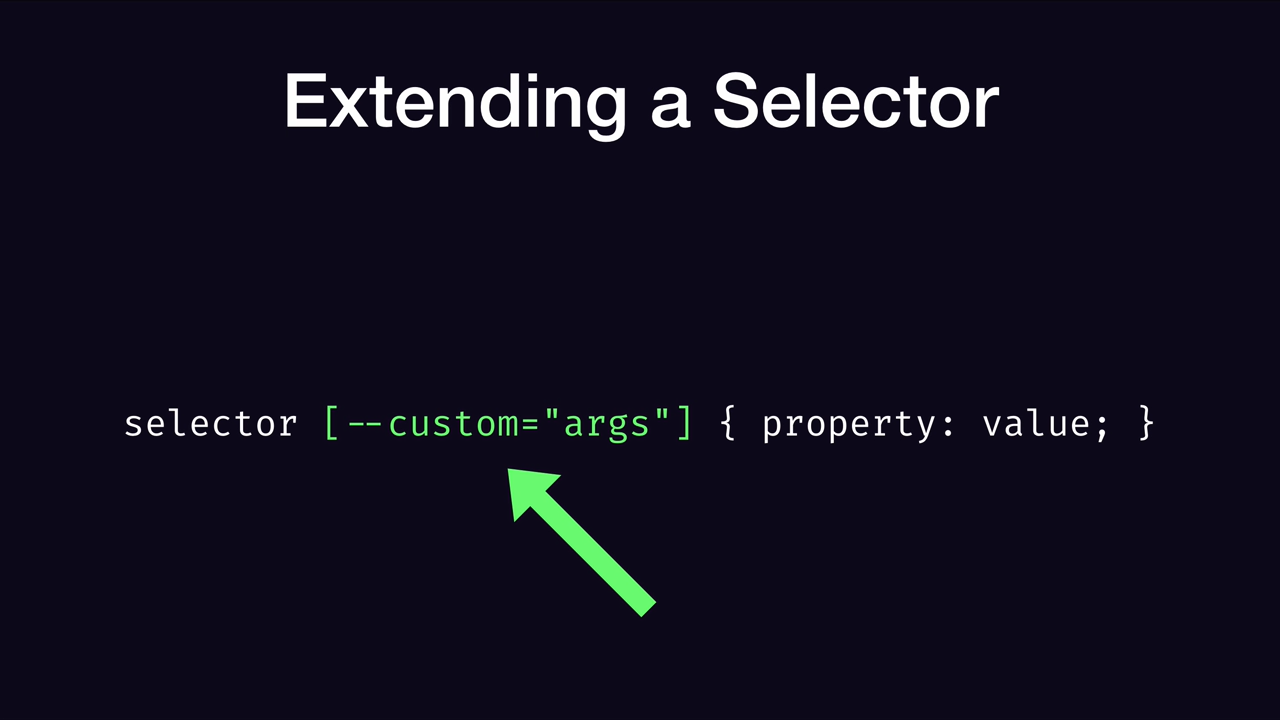 Extending a Selector
selector [--custom="args"] { property: value; }